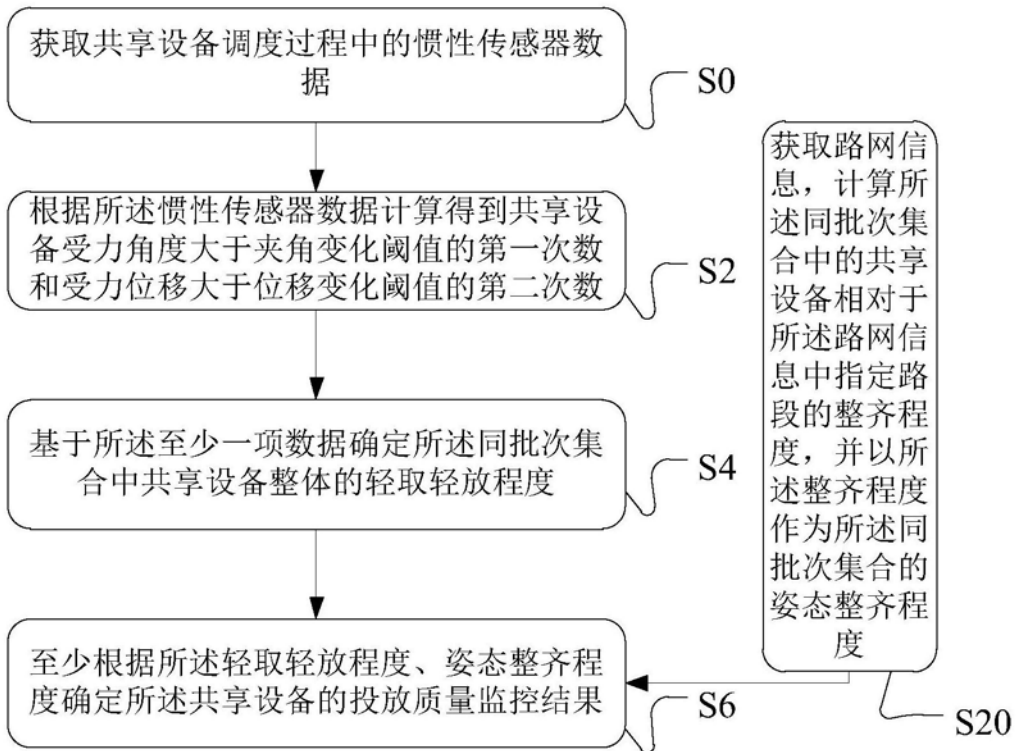 获取共享设备调度过程中的惯性传感器数
据
S0
根据所述惯性传感器数据计算得到共享设
备受力角度大于夹角变化阈值的第一次数
和受力位移大于位移变化阈值的第二次数
S2
基于所述至少一项数据确定所述同批次集
合中共享设备整体的轻取轻放程度
S4
至少根据所述轻取轻放程度、姿态整齐程
度确定所述共享设备的投放质量监控结果
S6
获取路网信
息，计算所
述同批次集
合中的共享
设备相对于
所述路网信
息中指定路
段的整齐程
度，并以所
述整齐程度
作为所述同
批次集合的
姿态整齐程
度
S20